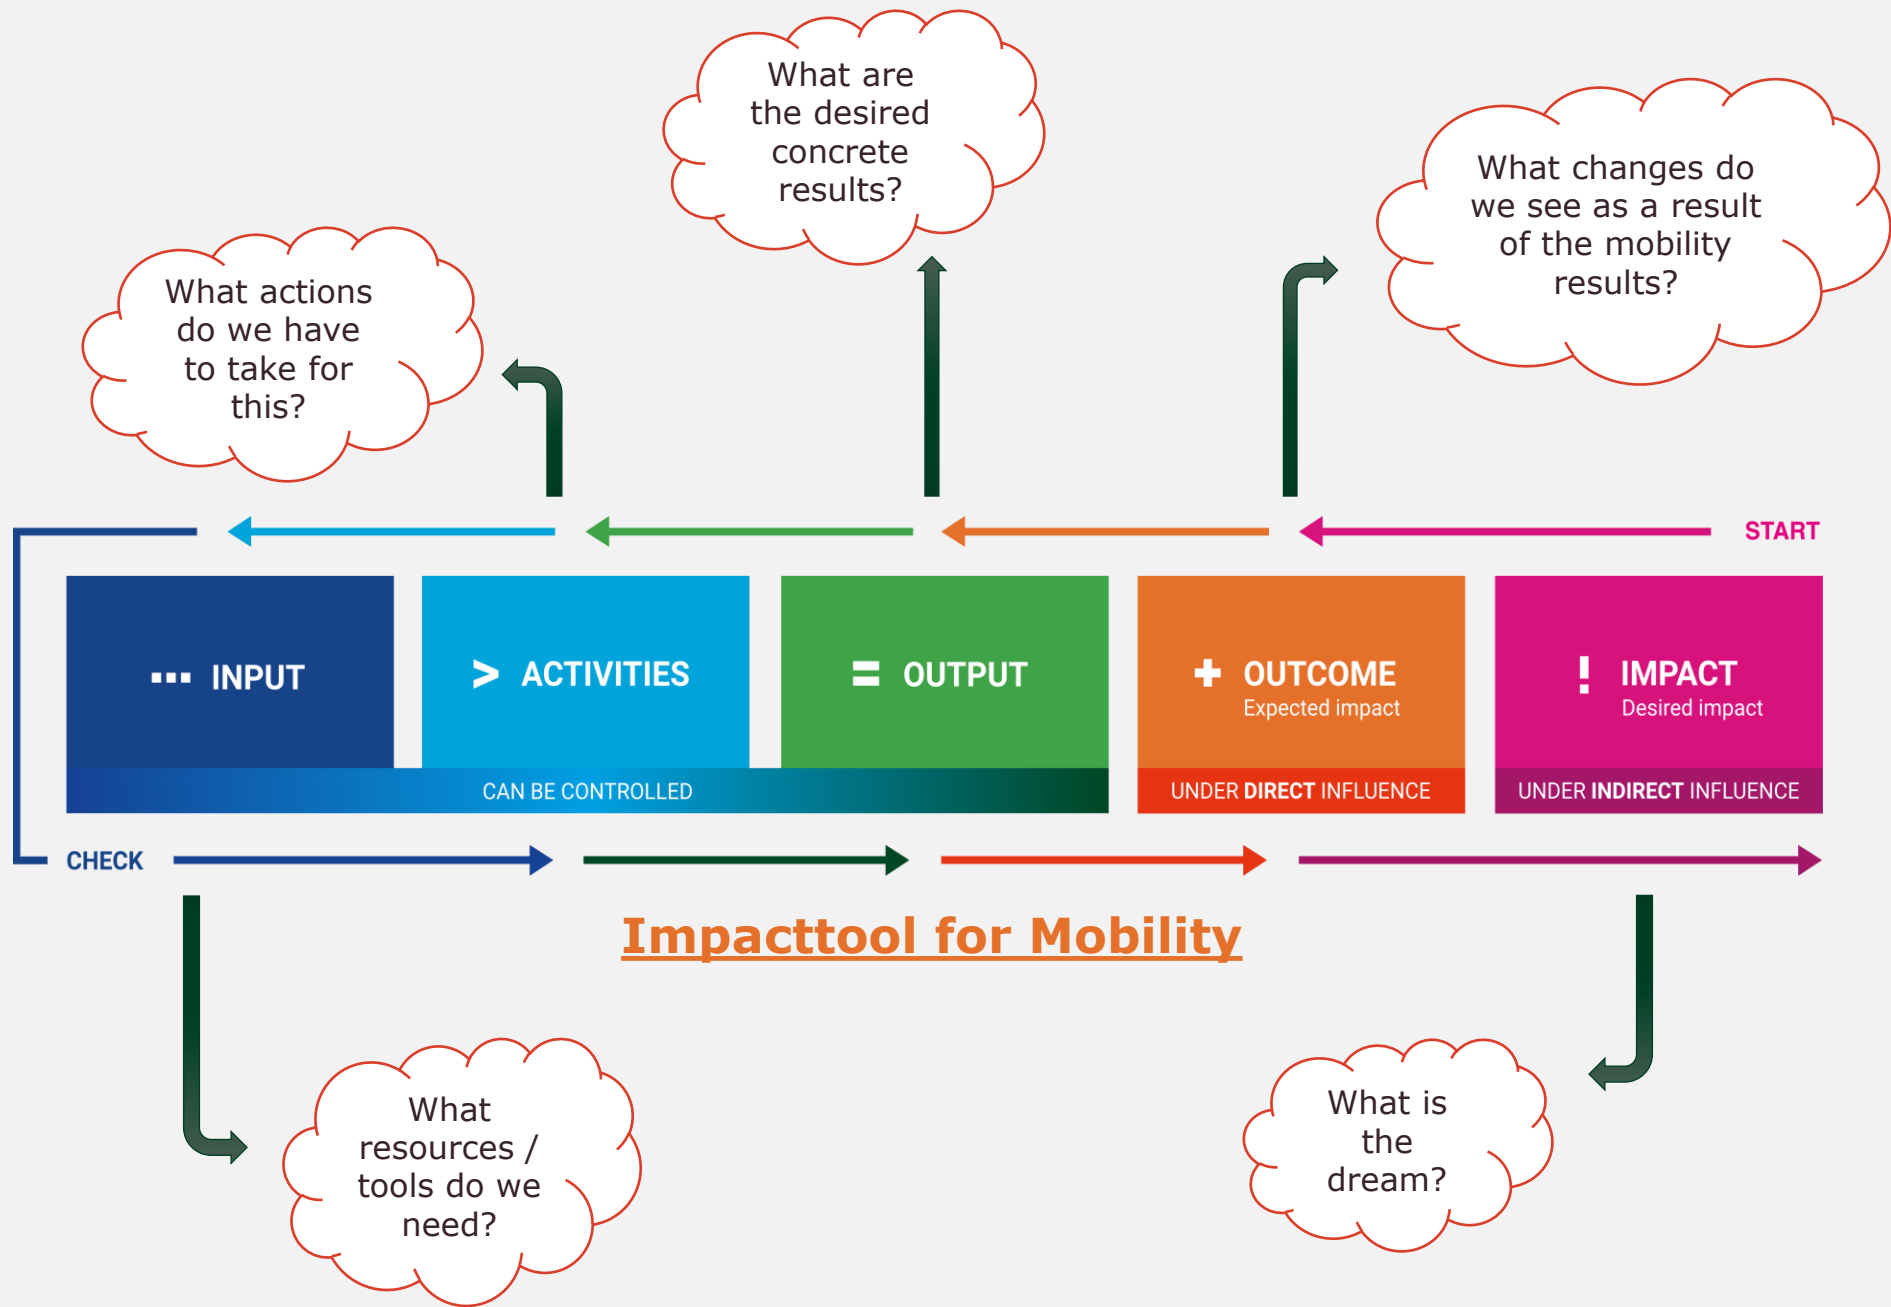 What are
the desired
concrete
results?
What changes do
we see as a result
of the mobility
results?
What actions
do we have
to take for
this?
START
INPUT
> ACTIVITIES
= OUTPUT
+ OUTCOME
Expected impact
! IMPACT
Desired impact
CAN BE CONTROLLED
UNDER DIRECT INFLUENCE
UNDER INDIRECT INFLUENCE
CHECK
Impacttool for Mobility
What
resources /
tools do we
need?
What is
the
dream?